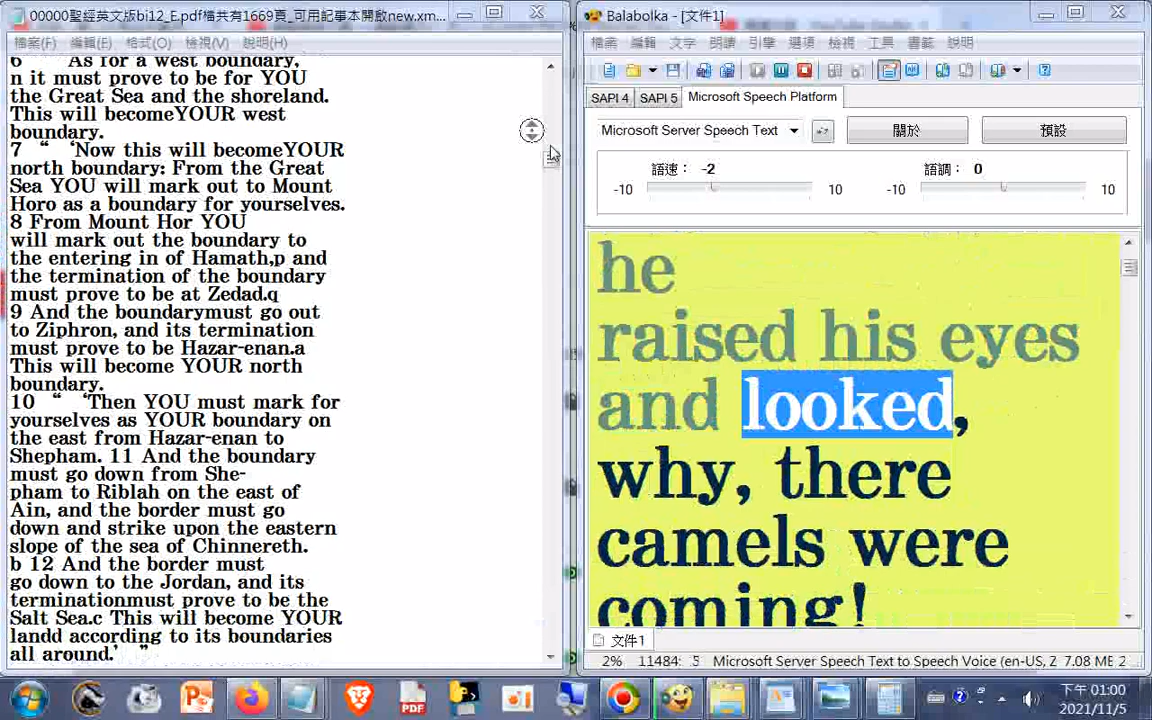 00000聖經英文版bi12_E.pdf檔共有1669頁_可用記事本開啟new.xm...
檔案(F) 編輯(E) 格式(O) 檢視(V) 說明(H)
6 As for a west boundary,
n it must prove to be for YOU
the Great Sea and the shoreland.
This will becomeYOUR west
boundary.
7 “ ‘Now this will becomeYOUR
north boundary: From the Great
Sea YOU will mark out to Mount
Horo as a boundary for yourselves.
8 From Mount Hor YOU
will mark out the boundary to
the entering in of Hamath,p and
the termination of the boundary
must prove to be at Zedad.q
9 And the boundarymust go out
to Ziphron, and its termination
must prove to be Hazar-enan.a
This will become YOUR north
boundary.
10 “ ‘Then YOU must mark for
yourselves as YOUR boundary on
the east from Hazar-enan to
Shepham. 11 And the boundary
must go down from She-
pham to Riblah on the east of
Ain, and the border must go
down and strike upon the eastern
slope of the sea of Chinnereth.
b 12 And the border must
go down to the Jordan, and its
terminationmust prove to be the
Salt Sea.c This will become YOUR
landd according to its boundaries
all around.’ ”
Balabolka - [文件1]
檔案 編輯 文字 朗讀 引擎 選項 檢視 工具 書籤 說明
SAPI 4 SAPI 5 Microsoft Speech Platform
Microsoft Server Speech Text 關於 預設
語速： -2 語調： 0
-10 10 -10 10
he
raised his eyes
and looked,
why, there
camels were
coming!
文件1
2% 11484: .5 Microsoft Server Speech Text to Speech Voice (en-US, Z 7.08 MB 2
PDF
下午 01:00
2021/11/5